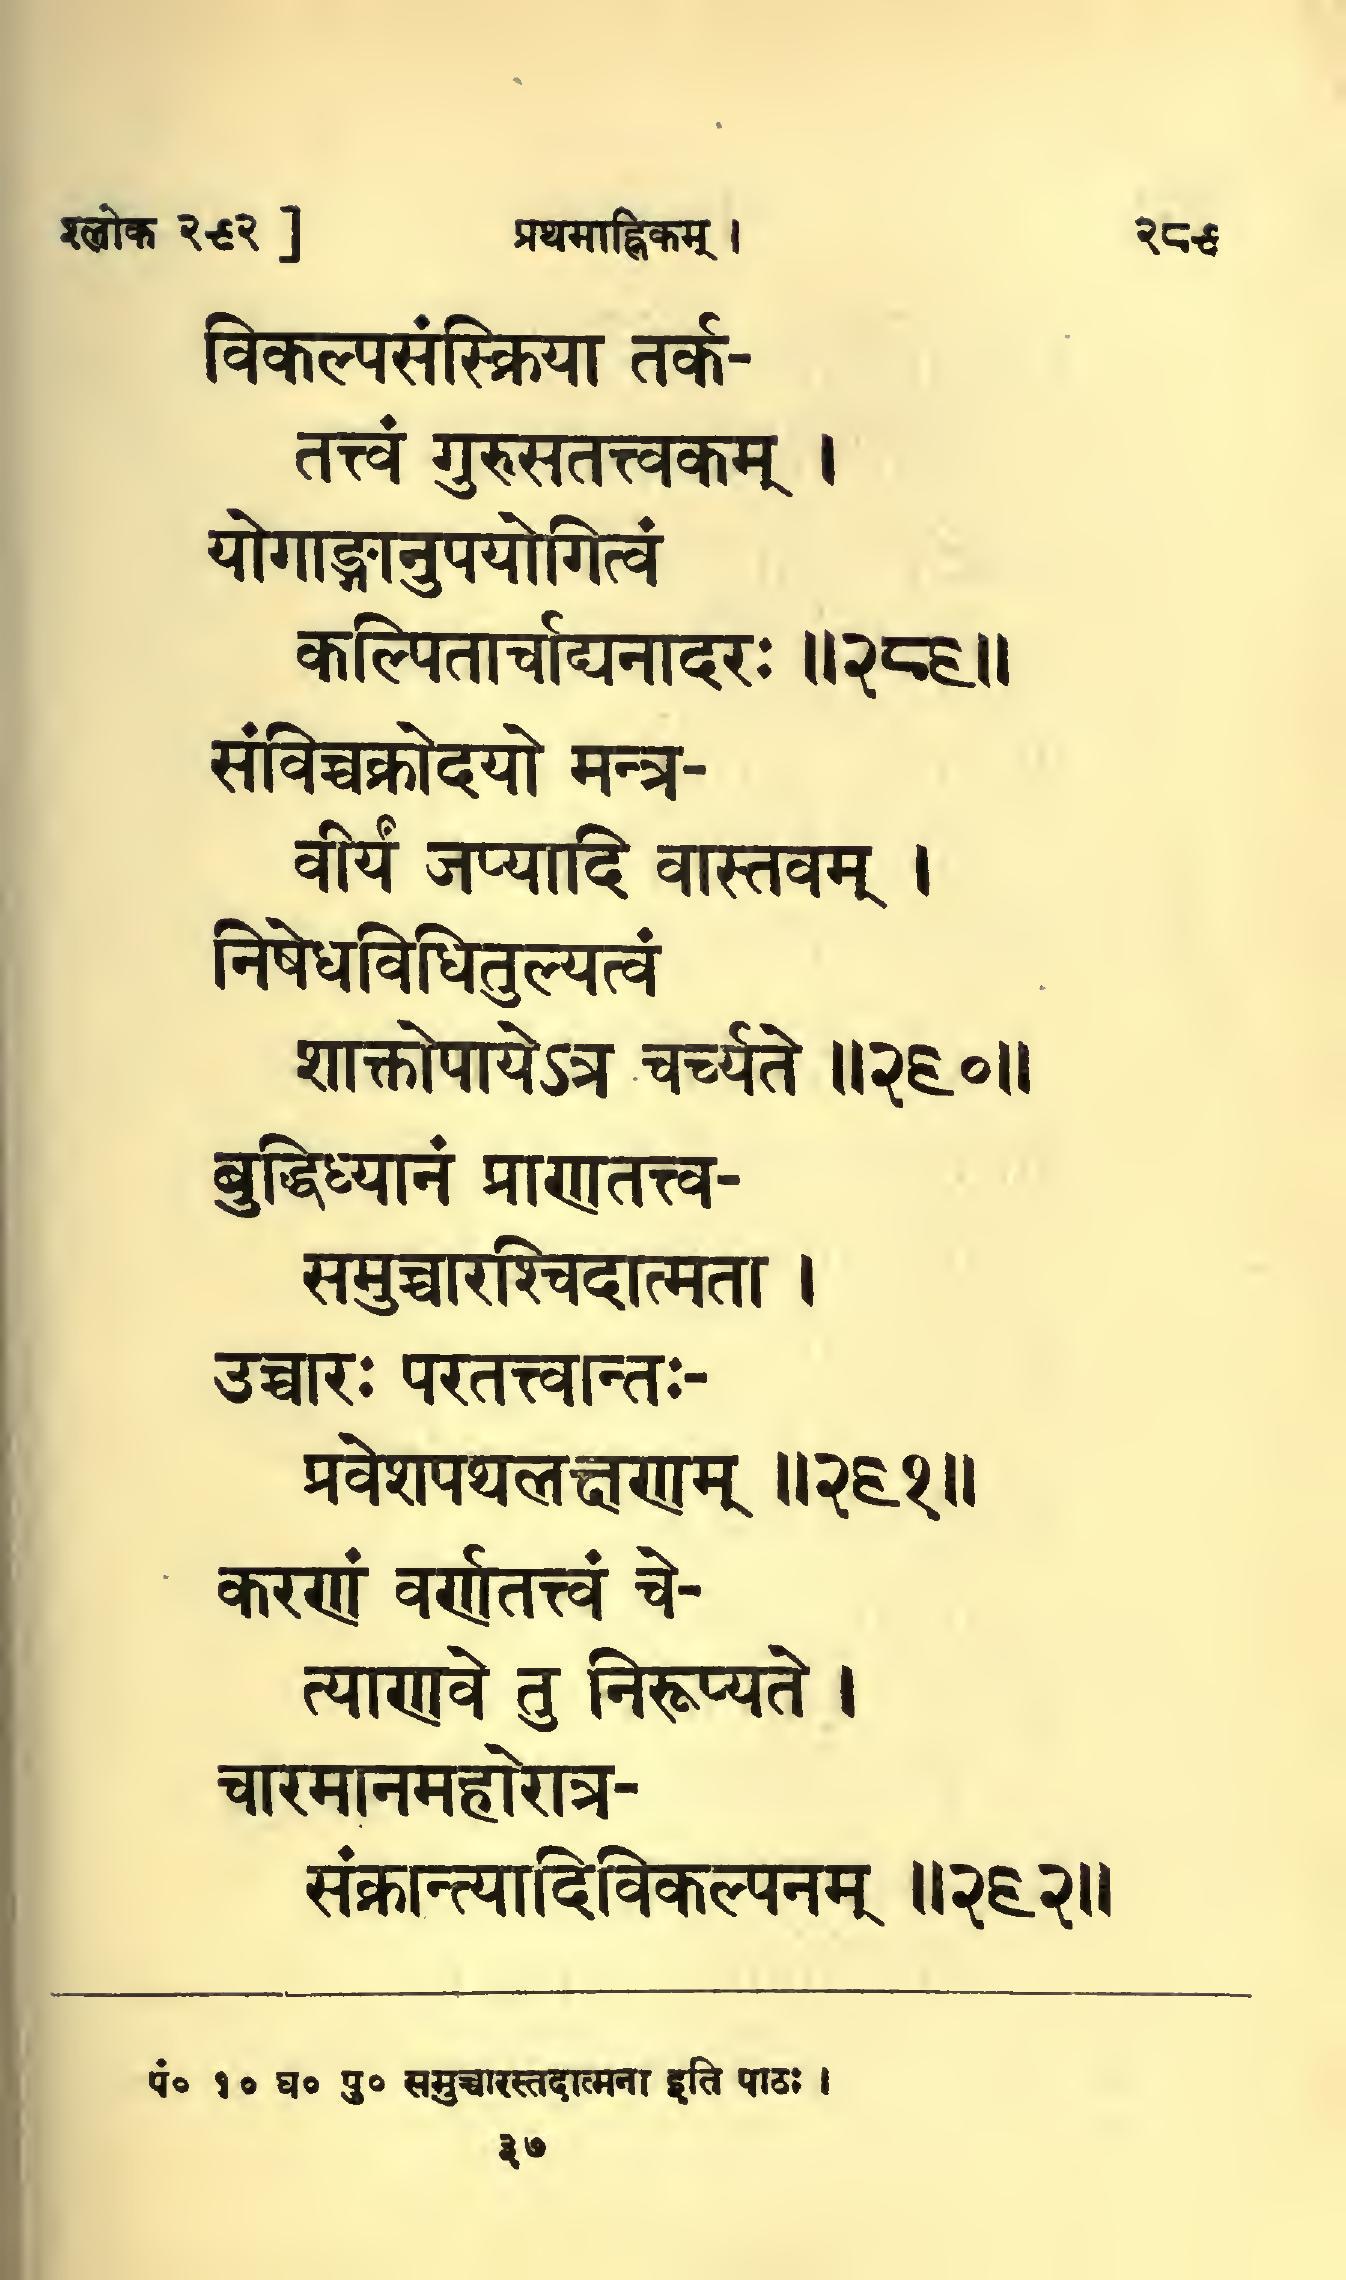 श्लोक २९२ ] प्रथमाह्निकम् । २८९
विकल्पसंस्क्रिया तर्क-
तत्त्वं गुरुसतत्त्वकम् ।
योगाङ्गानुपयोगित्वं
कल्पितार्चाद्यनादरः ॥२८९॥
संविच्चक्रोदयो मन्त्र-
वीर्यं जप्यादि वास्तवम् ।
निषेधविधितुल्यत्वं
शाक्तोपायेऽत्र चर्च्यते ॥२९०॥
बुद्धिध्यानं प्राणतत्त्व-
समुच्चारश्चिदात्मता ।
उच्चारः परतत्त्वान्तः-
प्रवेशपथलक्षणम् ॥२९१॥
करणं वर्णतत्त्वं चे-
त्याणवे तु निरूप्यते ।
चारमानमहोरात्र-
संक्रान्त्यादिविकल्पनम् ॥२९२॥
पं० १० घ० पु० समुच्चारस्तदात्मना इति पाठः ।
३७